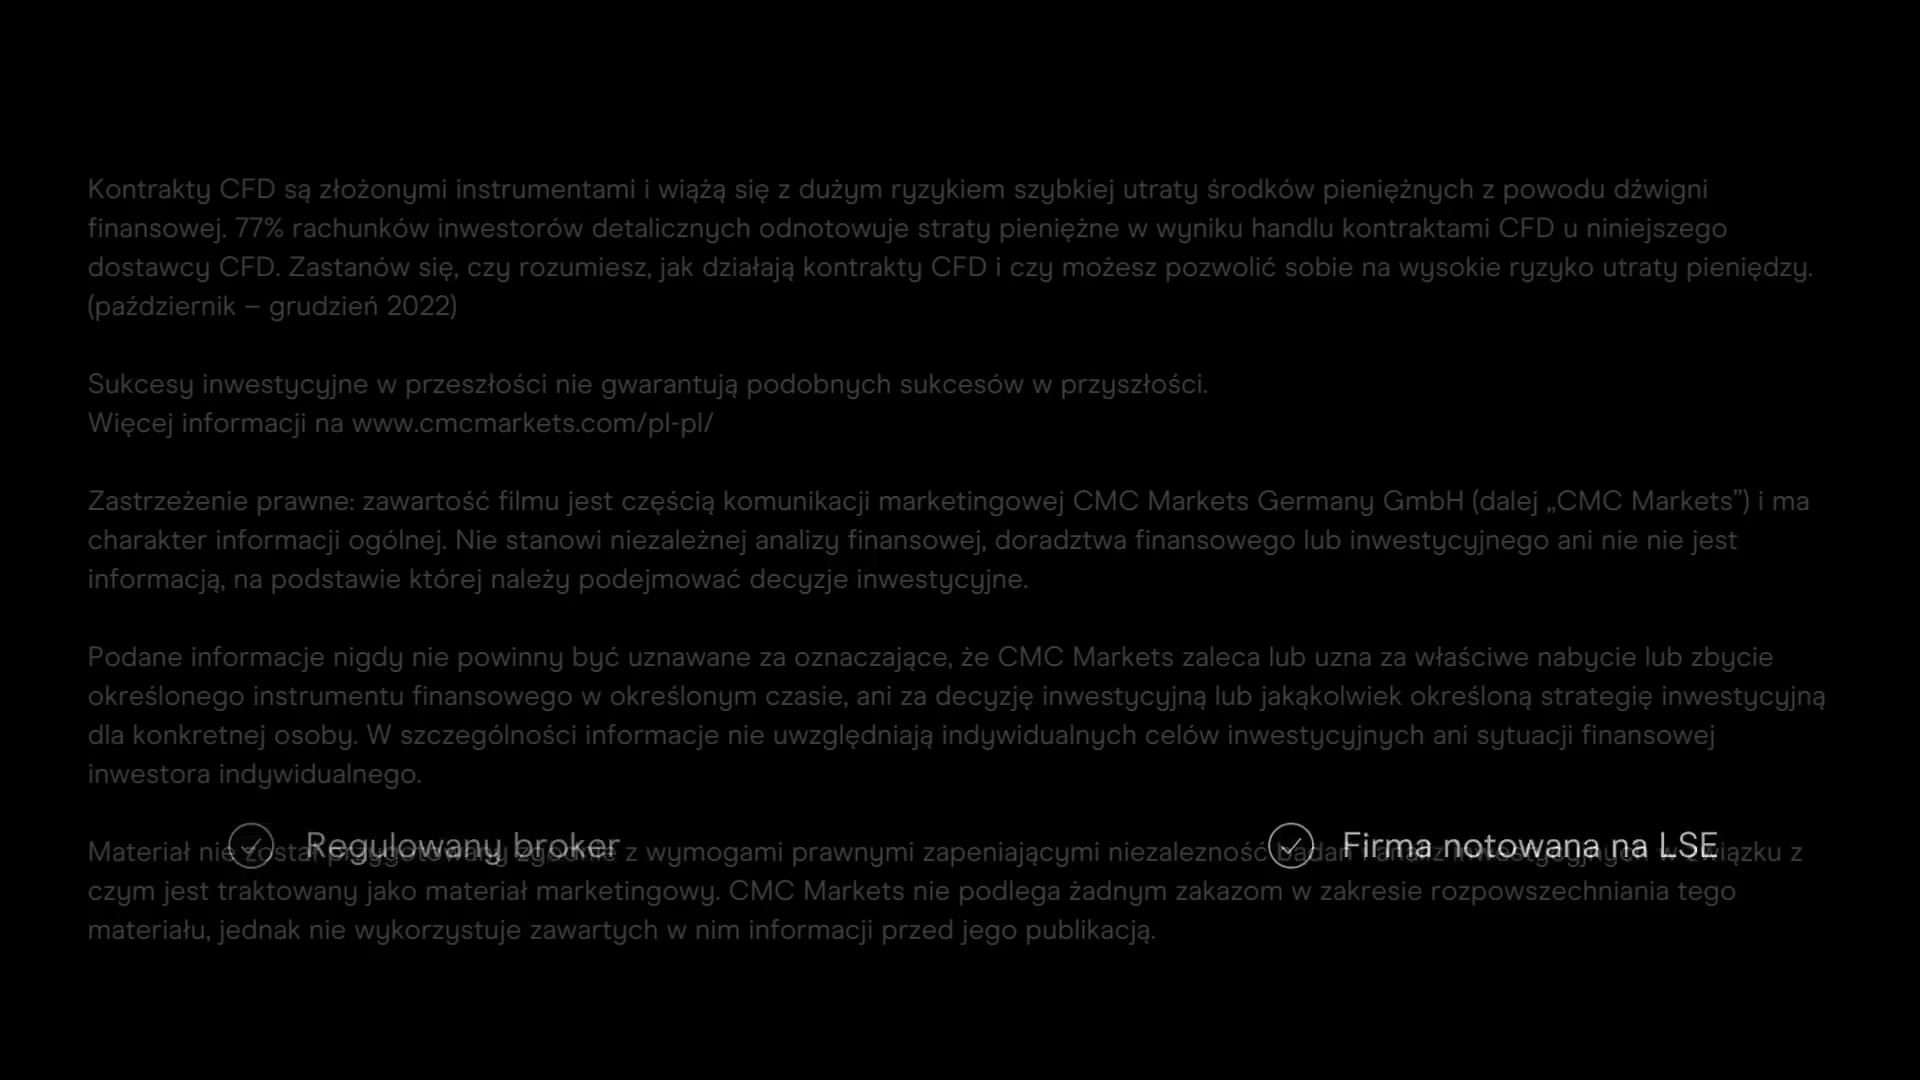 Kontrakty CFD są złożonymi instrumentami i wiążą się z dużym ryzykiem szybkiej utraty środków pieniężnych z powodu dźwigni
finansowej. 77% rachunków inwestorów detalicznych odnotowuje straty pieniężne w wyniku handlu kontraktami CFD u niniejszego
dostawcy CFD. Zastanów się, czy rozumiesz, jak działają kontrakty CFD i czy możesz pozwolić sobie na wysokie ryzyko utraty pieniędzy.
(październik – grudzień 2022)
Sukcesy inwestycyjne w przeszłości nie gwarantują podobnych sukcesów w przyszłości.
Więcej informacji na www.cmcmarkets.com/pl-pl/
Zastrzeżenie prawne: zawartość filmu jest częścią komunikacji marketingowej CMC Markets Germany GmbH (dalej „CMC Markets”) i ma
charakter informacji ogólnej. Nie stanowi niezależnej analizy finansowej, doradztwa finansowego lub inwestycyjnego ani nie nie jest
informacją, na podstawie której należy podejmować decyzje inwestycyjne.
Podane informacje nigdy nie powinny być uznawane za oznaczające, że CMC Markets zaleca lub uzna za właściwe nabycie lub zbycie
określonego instrumentu finansowego w określonym czasie, ani za decyzję inwestycyjną lub jakąkolwiek określoną strategię inwestycyjną
dla konkretnej osoby. W szczególności informacje nie uwzględniają indywidualnych celów inwestycyjnych ani sytuacji finansowej
inwestora indywidualnego.
Regulowany broker
Firma notowana na LSE
Materiał nie z wymogami prawnymi zapeniającymi niezalezność związku z
czym jest traktowany jako materiał marketingowy. CMC Markets nie podlega żadnym zakazom w zakresie rozpowszechniania tego
materiału, jednak nie wykorzystuje zawartych w nim informacji przed jego publikacją.